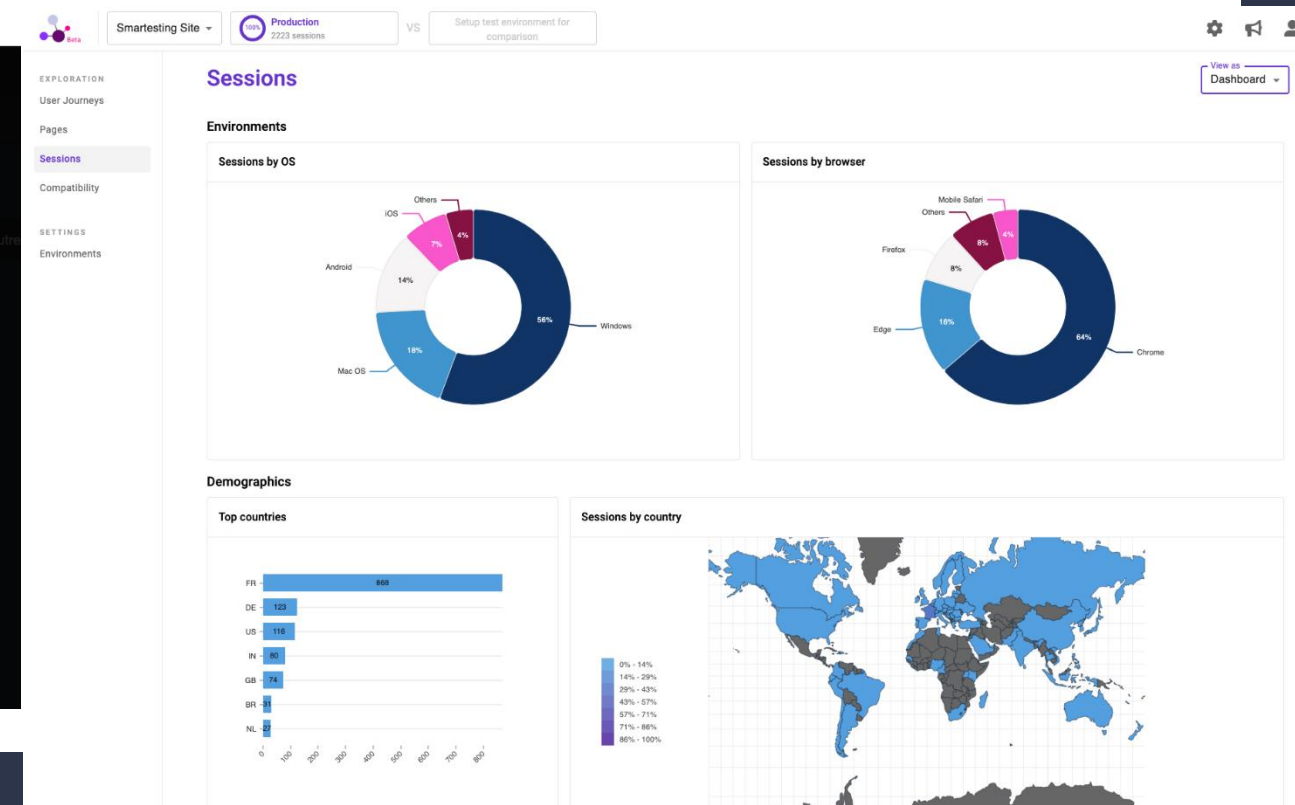 Beta
Smartesting Site
100%
Production
2223 sessions
VS
Setup test environment for
comparison
EXPLORATION
User Journeys
Pages
Sessions
Compatibility
SETTINGS
Environments
Sessions
View as
Dashboard
Environments
Sessions by OS
Others
iOS
Android
Mac OS
Windows
4%
7%
14%
18%
56%
Sessions by browser
Mobile Safari
Others
Firefox
Edge
Chrome
4%
8%
8%
16%
64%
Demographics
Top countries
FR 868
DE 123
US 116
IN 80
GB 74
BR 31
NL 27
0 100 200 300 400 500 600 700 800
Sessions by country
0% - 14%
14% - 29%
29% - 43%
43% - 57%
57% - 71%
71% - 86%
86% - 100%